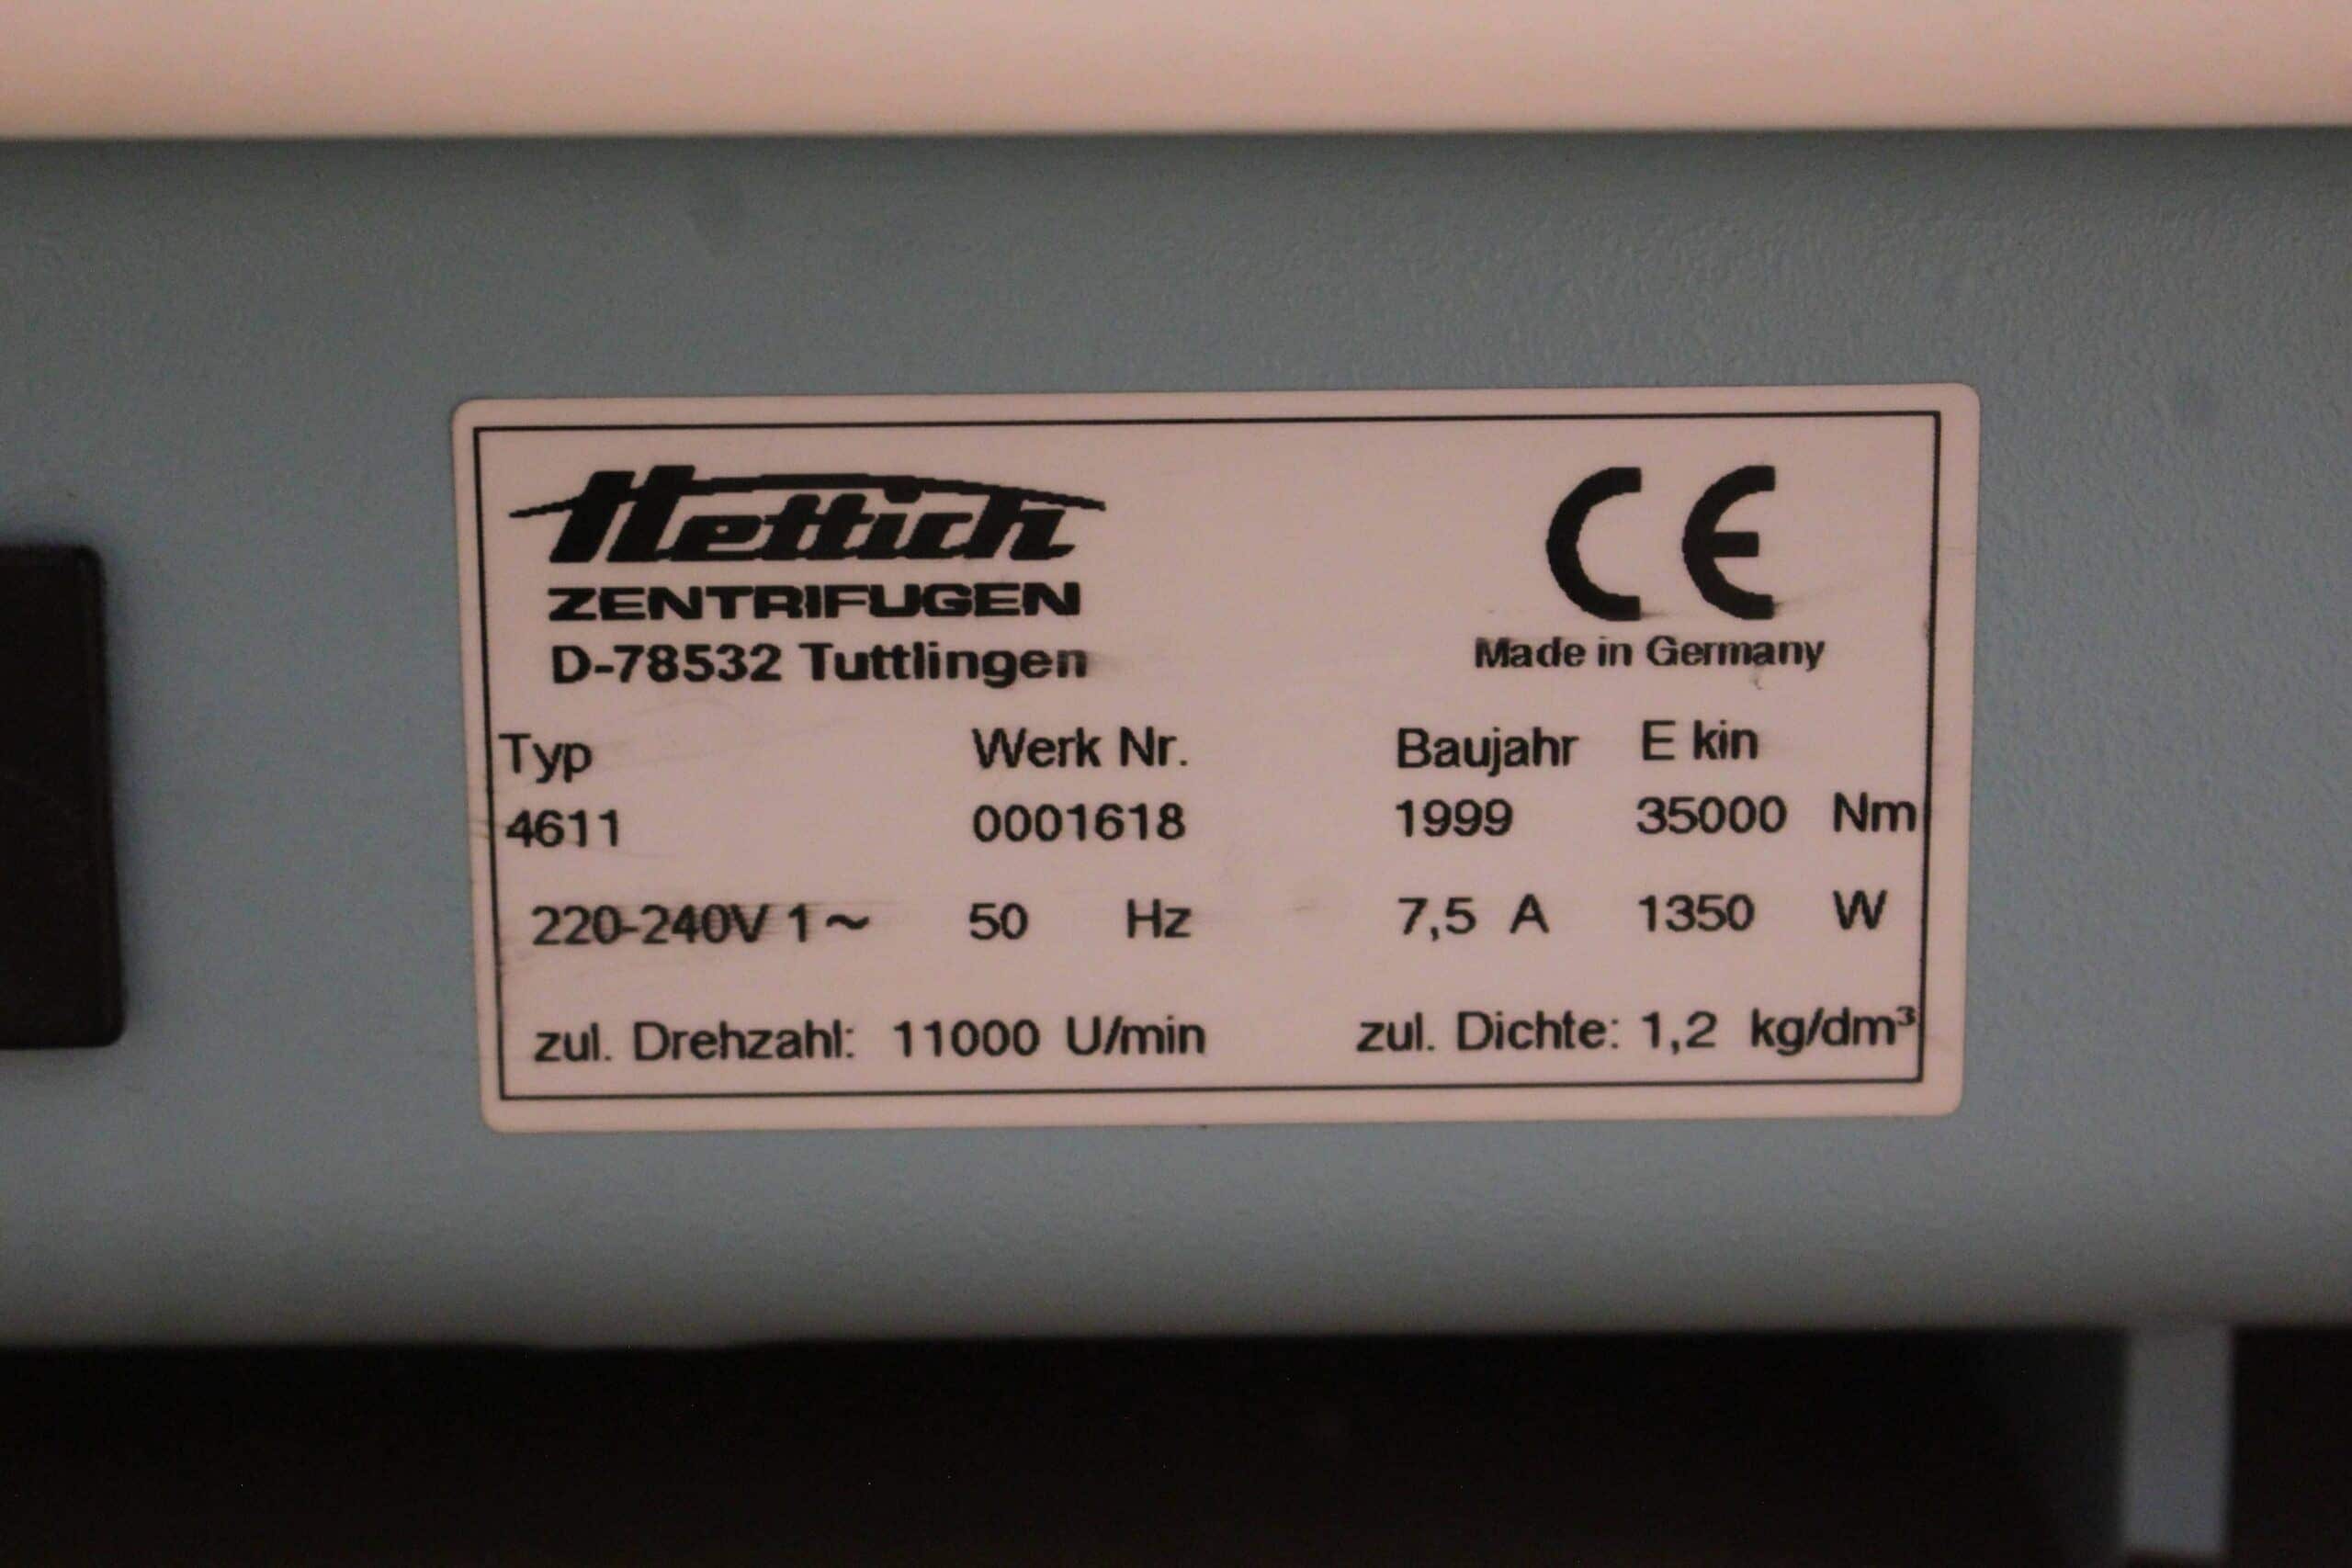 Hettich
ZENTRIFUGEN
D-78532 Tuttlingen
CE
Made in Germany
Typ Werk Nr. Baujahr E kin
4611 0001618 1999 35000 Nm
220-240V 1~ 50 Hz 7,5 A 1350 W
zul. Drehzahl: 11000 U/min zul. Dichte: 1,2 kg/dm³